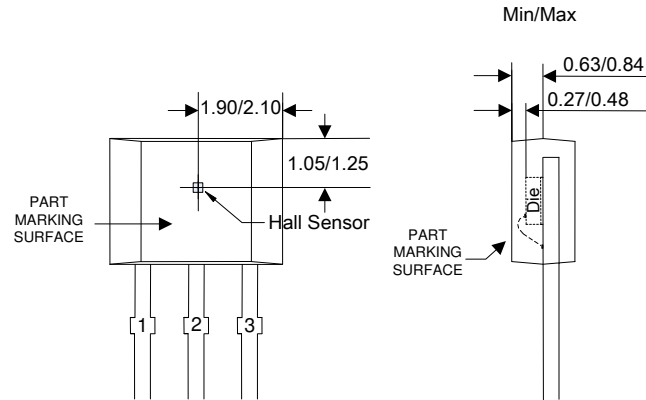 Min/Max
0.63/0.84
0.27/0.48
1.90/2.10
1.05/1.25
PART
MARKING
SURFACE
Hall Sensor
1
2
3
Die
PART
MARKING
SURFACE